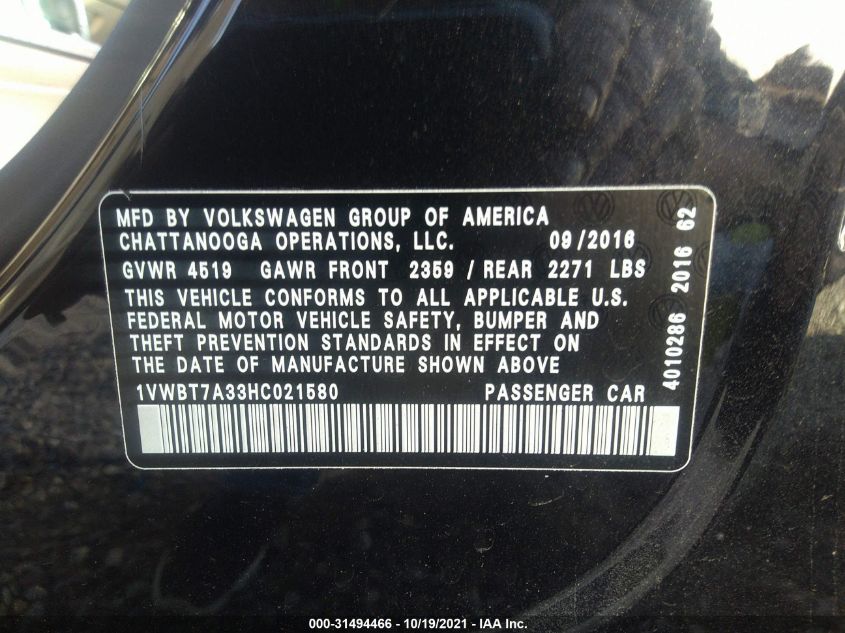 MFD BY VOLKSWAGEN GROUP OF AMERICA
CHATTANOOGA OPERATIONS, LLC. 09/2016
GVWR 4519 GAWR FRONT 2359 / REAR 2271 LBS
THIS VEHICLE CONFORMS TO ALL APPLICABLE U.S.
FEDERAL MOTOR VEHICLE SAFETY, BUMPER AND
THEFT PREVENTION STANDARDS IN EFFECT ON
THE DATE OF MANUFACTURE SHOWN ABOVE
1VWBT7A33HC021580 PASSENGER CAR
4010286 2016 62
000-31494466 - 10/19/2021 - IAA Inc.